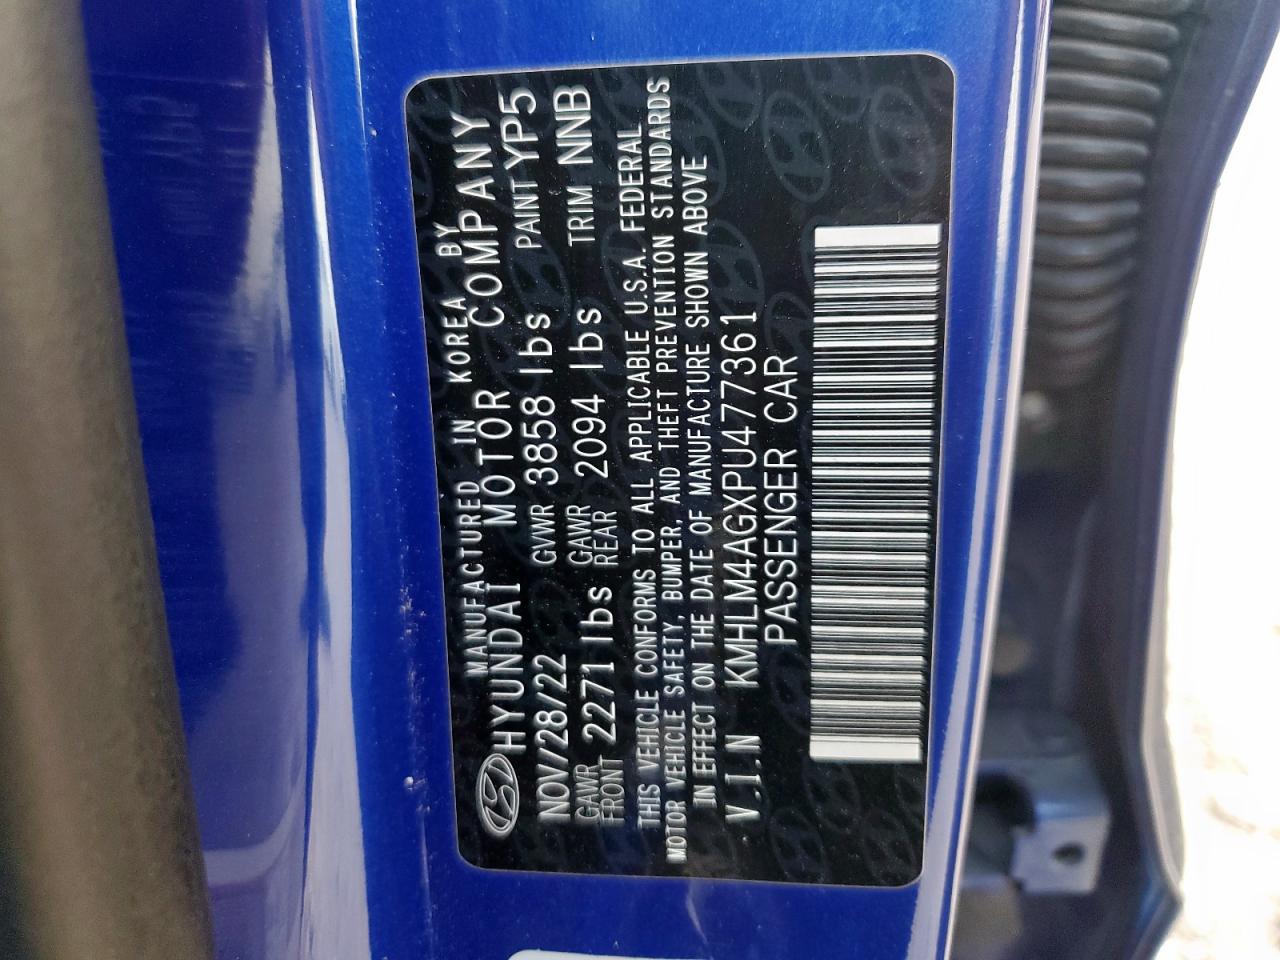 MANUFACTURED IN KOREA BY
HYUNDAI MOTOR COMPANY
NOV/28/22 GVWR 3858 lbs PAINT YP5
GAWR FRONT 2271 lbs GAWR REAR 2094 lbs TRIM NNB
THIS VEHICLE CONFORMS TO ALL APPLICABLE U.S.A. FEDERAL
MOTOR VEHICLE SAFETY, BUMPER, AND THEFT PREVENTION STANDARDS
IN EFFECT ON THE DATE OF MANUFACTURE SHOWN ABOVE
V.I.N KMHLM4AGXPU477361
PASSENGER CAR